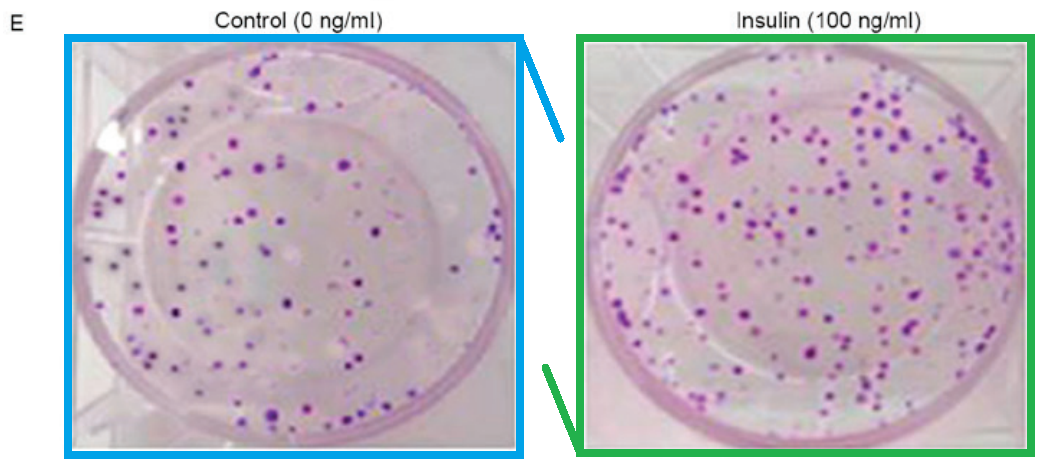 E
Control (0 ng/ml)
Insulin (100 ng/ml)